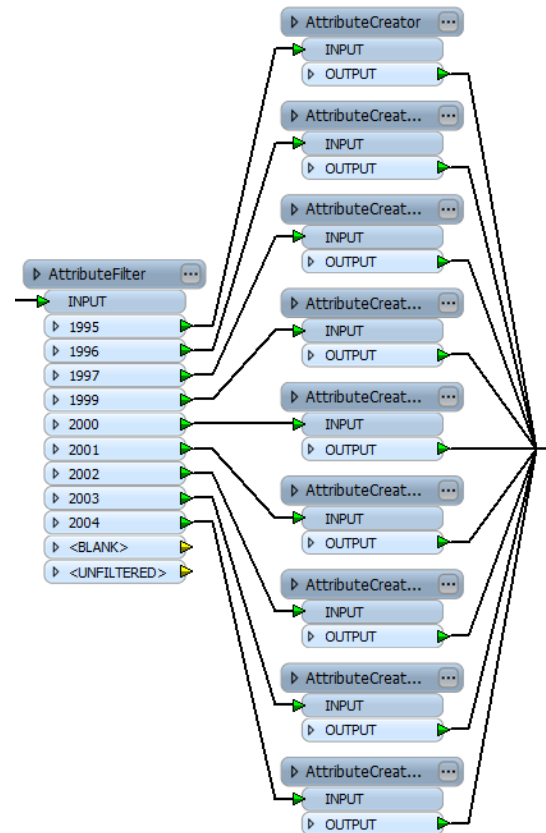 AttributeCreator
INPUT
OUTPUT
AttributeCreat...
INPUT
OUTPUT
AttributeCreat...
INPUT
OUTPUT
AttributeCreat...
INPUT
OUTPUT
AttributeCreat...
INPUT
OUTPUT
AttributeCreat...
INPUT
OUTPUT
AttributeCreat...
INPUT
OUTPUT
AttributeCreat...
INPUT
OUTPUT
AttributeCreat...
INPUT
OUTPUT
AttributeFilter
INPUT
1995
1996
1997
1999
2000
2001
2002
2003
2004
<BLANK>
<UNFILTERED>